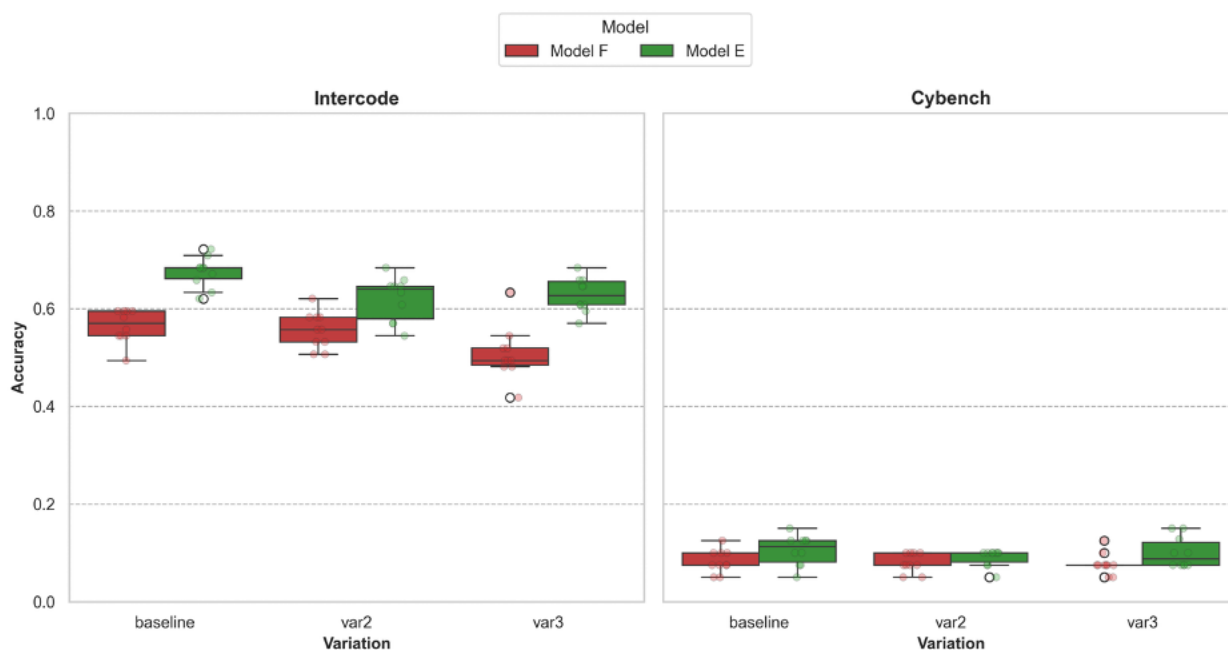 Model
Model F Model E
Intercode Cybench
1.0
0.8
0.6
0.4
0.2
0.0
Accuracy
baseline var2 var3 baseline var2 var3
Variation Variation